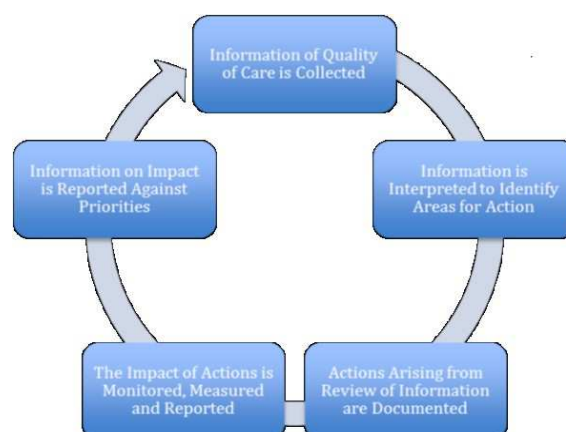 Information of Quality
of Care is Collected
Information is
Interpreted to Identify
Areas for Action
Actions Arising from
Review of Information
are Documented
The Impact of Actions is
Monitored, Measured
and Reported
Information on Impact
is Reported Against
Priorities